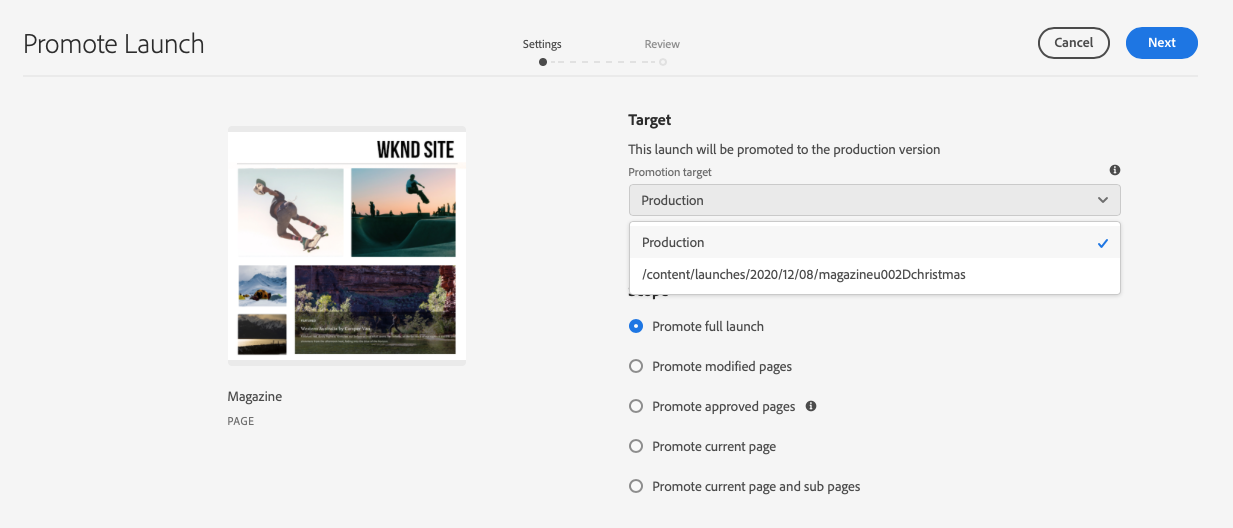 Promote Launch
Settings
Review
Cancel
Next
WKND SITE
Magazine
PAGE
Target
This launch will be promoted to the production version
Promotion target
Production
Production
/content/launches/2020/12/08/magazineu002Dchristmas
Promote full launch
Promote modified pages
Promote approved pages
Promote current page
Promote current page and sub pages